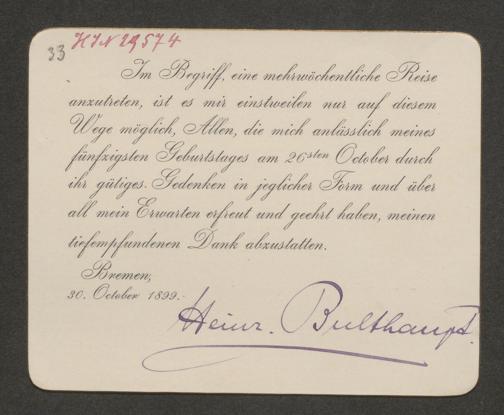 33
HIN 29574
Im Begriff, eine mehrwöchentliche Reise
anzutreten, ist es mir einstweilen nur auf diesem
Wege möglich, Allen, die mich anlässlich meines
fünfzigsten Geburtstages am 26sten October durch
ihr gütiges Gedenken in jeglicher Form und über
all mein Erwarten erfreut und geehrt haben, meinen
tiefempfundenen Dank abzustatten.
Bremen,
30. October 1899.
Heinr. Bulthaupt.